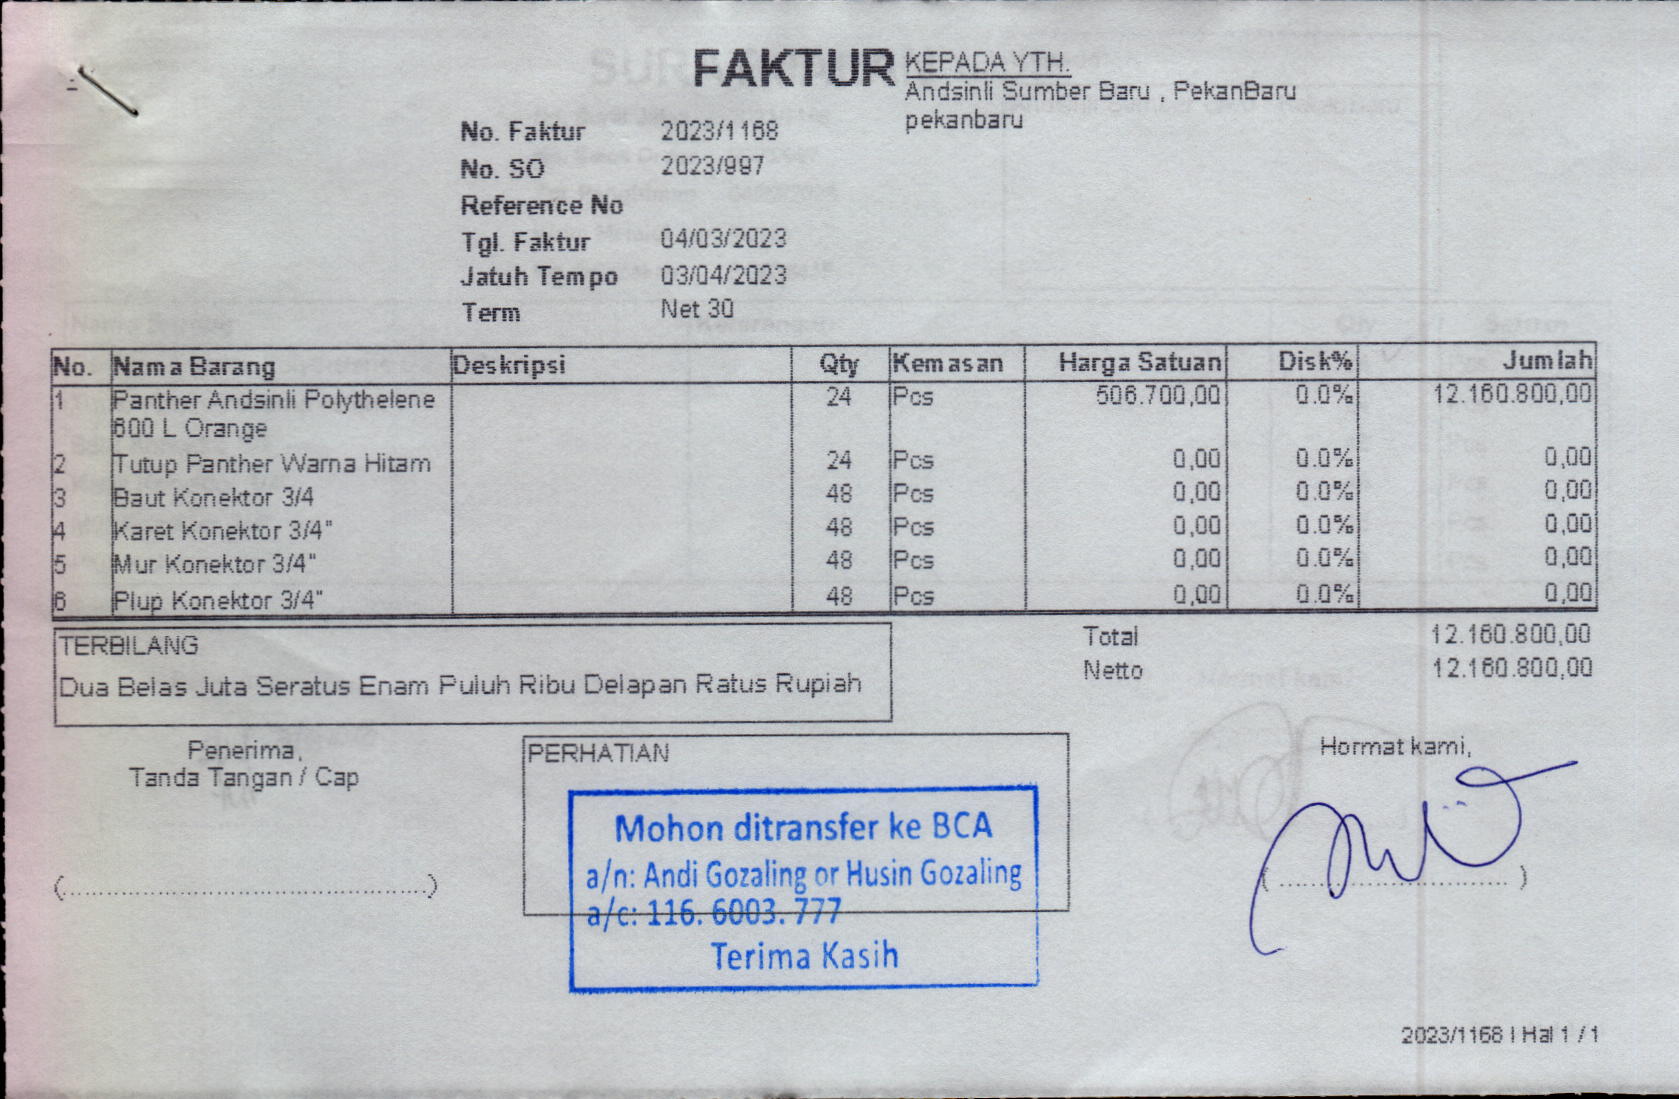 FAKTUR
KEPADA YTH.
Andsinli Sumber Baru , PekanBaru
pekanbaru
No. Faktur 2023/1168
No. SO 2023/997
Reference No
Tgl. Faktur 04/03/2023
Jatuh Tempo 03/04/2023
Term Net 30
No. Nama Barang Deskripsi Qty Kemasan Harga Satuan Disk% Jumlah
1 Panther Andsinli Polythelene 24 Pcs 506.700,00 0.0% 12.160.800,00
600 L Orange
2 Tutup Panther Warna Hitam 24 Pcs 0,00 0.0% 0,00
3 Baut Konektor 3/4 48 Pcs 0,00 0.0% 0,00
4 Karet Konektor 3/4" 48 Pcs 0,00 0.0% 0,00
5 Mur Konektor 3/4" 48 Pcs 0,00 0.0% 0,00
6 Plup Konektor 3/4" 48 Pcs 0,00 0.0% 0,00
TERBILANG
Dua Belas Juta Seratus Enam Puluh Ribu Delapan Ratus Rupiah
Total 12.160.800,00
Netto 12.160.800,00
Penerima,
Tanda Tangan / Cap
(........................................)
PERHATIAN
Mohon ditransfer ke BCA
a/n: Andi Gozaling or Husin Gozaling
a/c: 116. 6003. 777
Terima Kasih
Hormat kami,
(........................................)
2023/1168 | Hal 1 / 1